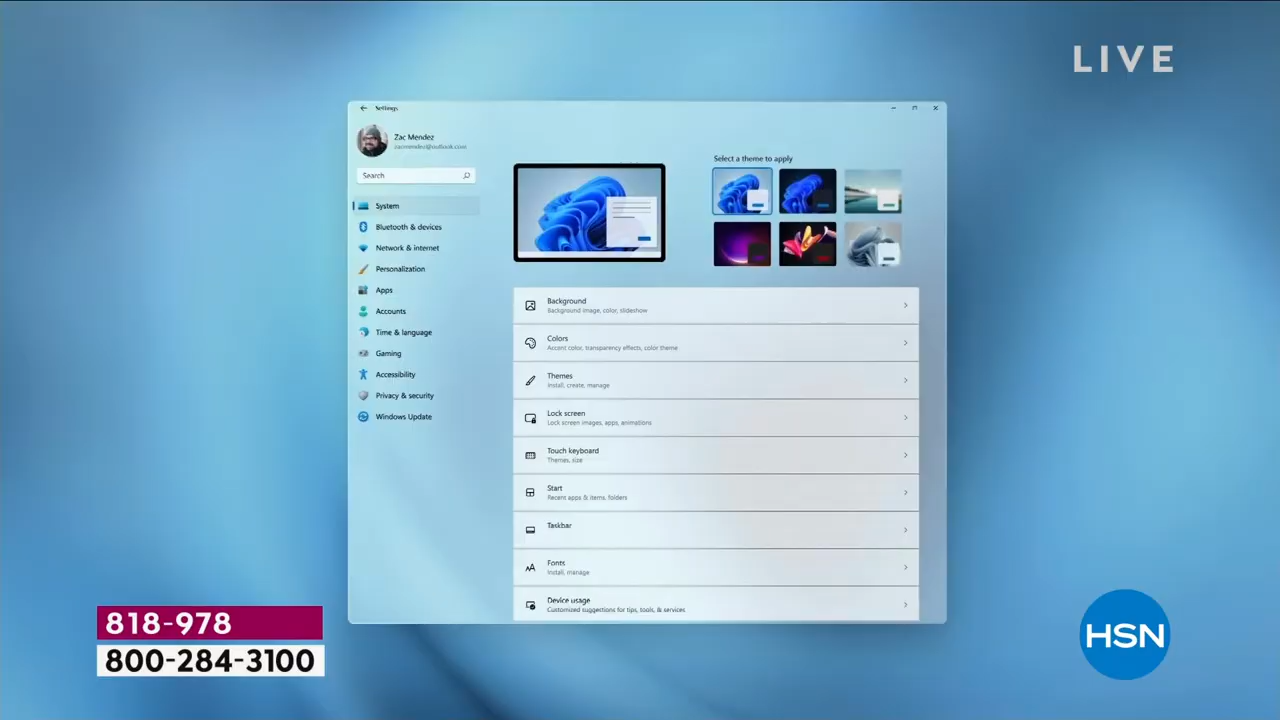 LIVE
Settings
Zac Mendez
zacmendez@outlook.com
Search
System
Bluetooth & devices
Network & internet
Personalization
Apps
Accounts
Time & language
Gaming
Accessibility
Privacy & security
Windows Update
Select a theme to apply
Background
Background image, color, slideshow
Colors
Accent color, transparency effects, color theme
Themes
Install, create, manage
Lock screen
Lock screen images, apps, animations
Touch keyboard
Themes, size
Start
Recent apps & items, folders
Taskbar
Fonts
Install, manage
Device usage
Customized suggestions for tips, tools, & services
818-978
800-284-3100
HSN